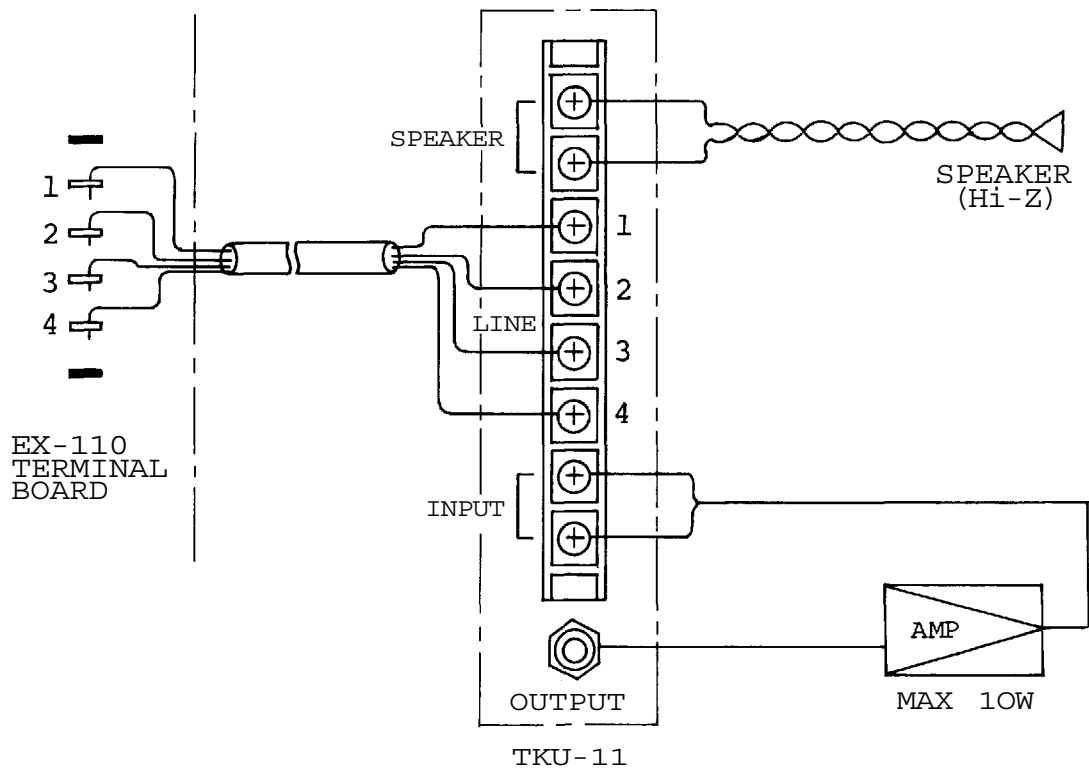 1
2
3
4
EX-110
TERMINAL
BOARD
SPEAKER
1
2
LINE
3
4
INPUT
OUTPUT
TKU-11
SPEAKER
(Hi-Z)
AMP
MAX 10W